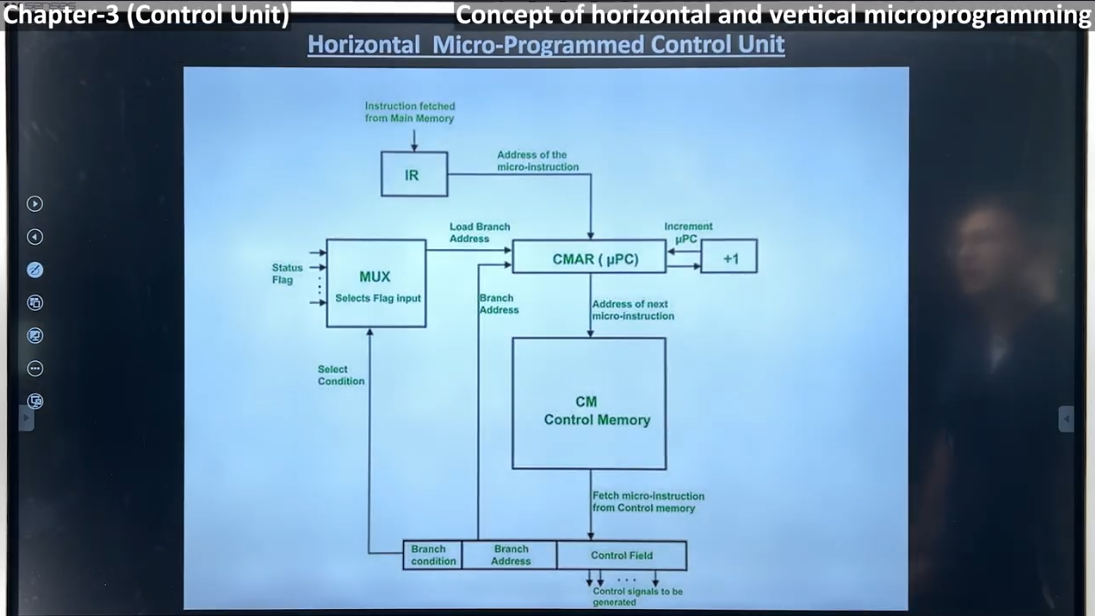 Chapter-3 (Control Unit)
Concept of horizontal and vertical microprogramming
Horizontal Micro-Programmed Control Unit
Instruction fetched
from Main Memory
IR
Address of the
micro-instruction
Load Branch
Address
Increment
µPC
CMAR ( µPC)
+1
Status
Flag
MUX
Selects Flag input
Branch
Address
Address of next
micro-instruction
Select
Condition
CM
Control Memory
Fetch micro-instruction
from Control memory
Branch
condition
Branch
Address
Control Field
Control signals to be
generated